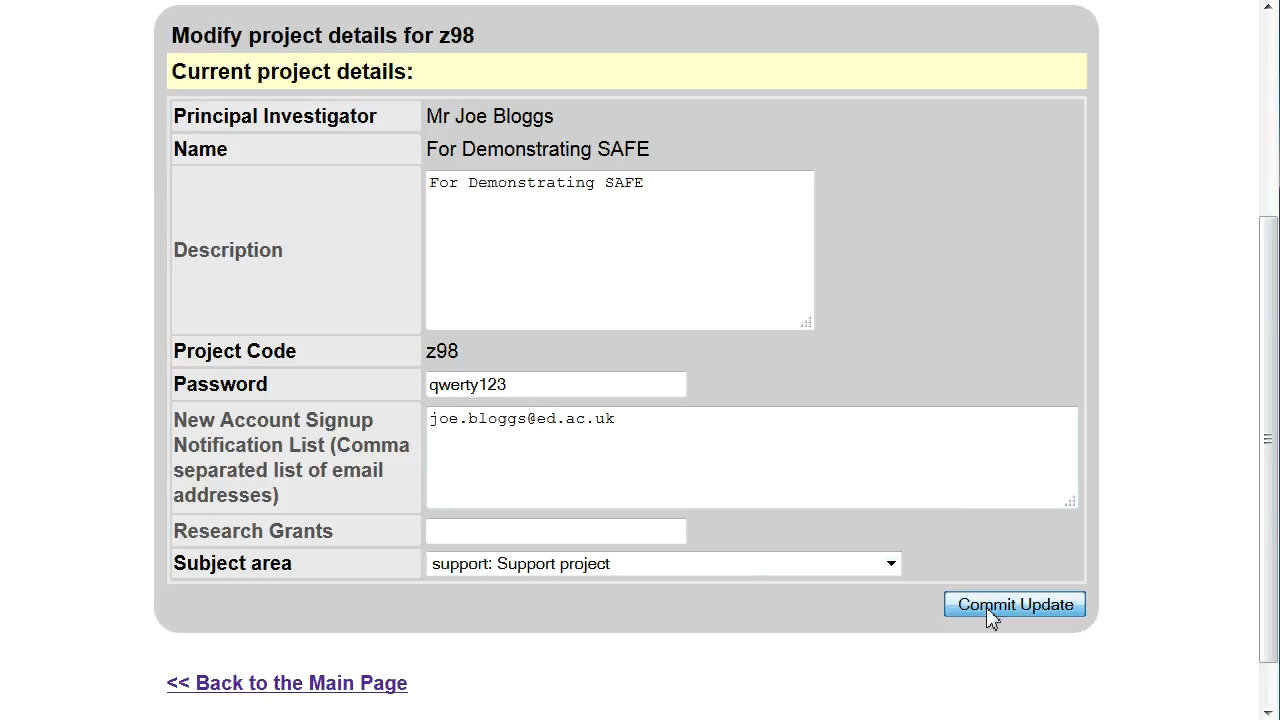 Modify project details for z98
Current project details:
Principal Investigator Mr Joe Bloggs
Name For Demonstrating SAFE
Description For Demonstrating SAFE
Project Code z98
Password qwerty123
New Account Signup joe.bloggs@ed.ac.uk
Notification List (Comma
separated list of email
addresses)
Research Grants
Subject area support: Support project
Commit Update
<< Back to the Main Page